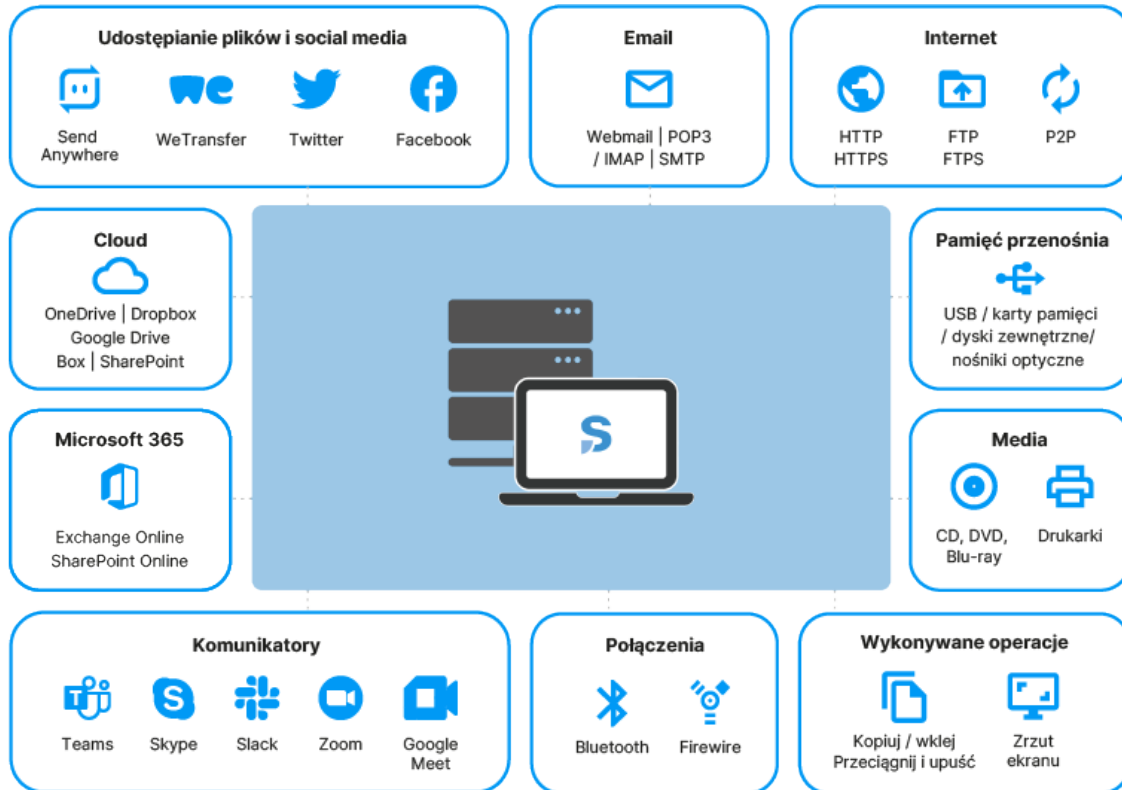 Udostępianie plików i social media
Send
Anywhere
WeTransfer
Twitter
Facebook
Email
Webmail | POP3
/ IMAP | SMTP
Internet
HTTP
HTTPS
FTP
FTPS
P2P
Cloud
OneDrive | Dropbox
Google Drive
Box | SharePoint
Pamięć przenośnia
USB / karty pamięci
/ dyski zewnętrzne/
nośniki optyczne
Microsoft 365
Exchange Online
SharePoint Online
S
Media
CD, DVD,
Blu-ray
Drukarki
Komunikatory
Teams
Skype
Slack
Zoom
Google
Meet
Połączenia
Bluetooth
Firewire
Wykonywane operacje
Kopiuj / wklej
Przeciągnij i upuść
Zrzut
ekranu